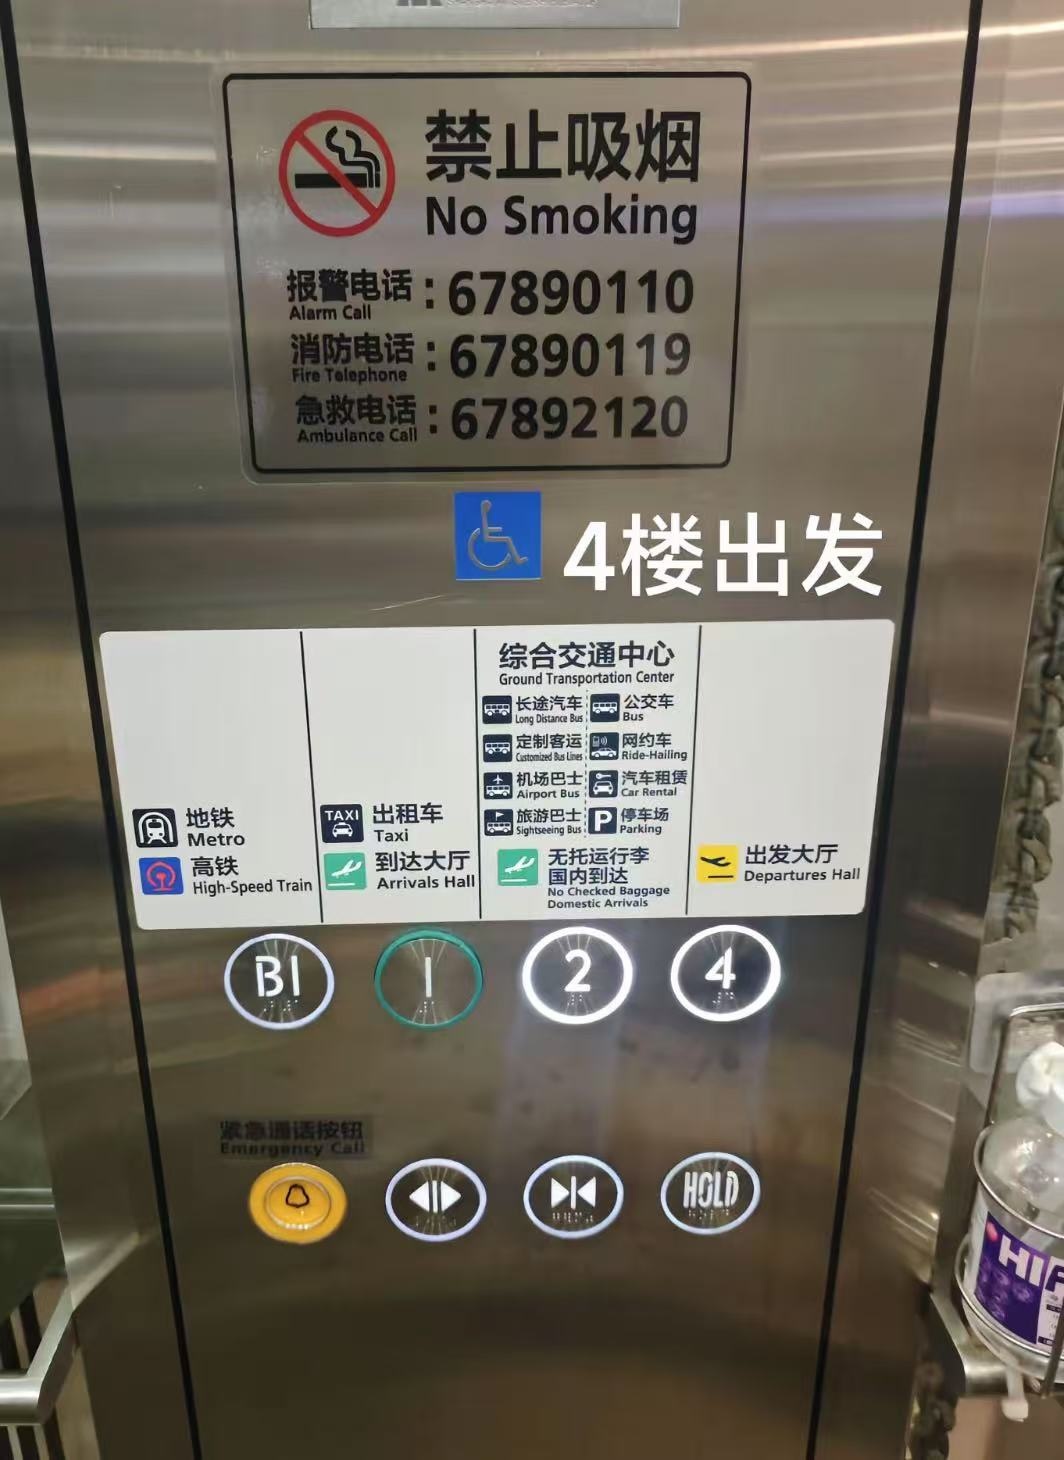 禁止吸烟
No Smoking
报警电话：67890110
Alarm Call
消防电话：67890119
Fire Telephone
急救电话：67892120
Ambulance Call
4楼出发
地铁
Metro
高铁
High-Speed Train
TAXI
出租车
Taxi
到达大厅
Arrivals Hall
综合交通中心
Ground Transportation Center
长途汽车
Long Distance Bus
定制客运
Customized Bus Lines
机场巴士
Airport Bus
旅游巴士
Sightseeing Bus
公交车
Bus
网约车
Ride-Hailing
汽车租赁
Car Rental
P
停车场
Parking
无托运行李
国内到达
No Checked Baggage
Domestic Arrivals
出发大厅
Departures Hall
B1
1
2
4
紧急通话按钮
Emergency Call
HOLD